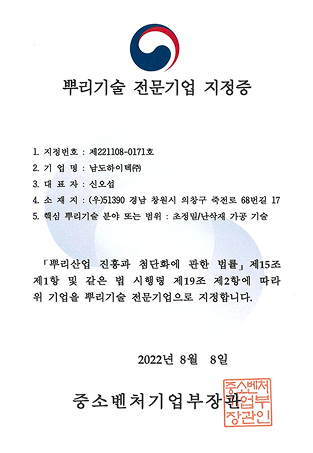 뿌리기술 전문기업 지정증
1. 지정번호 : 제221108-0171호
2. 기 업 명 : 남도하이텍㈜
3. 대 표 자 : 신오섭
4. 소 재 지 : (우)51390 경남 창원시 의창구 죽전로 68번길 17
5. 핵심 뿌리기술 분야 또는 범위 : 초정밀/난삭재 가공 기술
「뿌리산업 진흥과 첨단화에 관한 법률」제15조
제1항 및 같은 법 시행령 제19조 제2항에 따라
위 기업을 뿌리기술 전문기업으로 지정합니다.
2022년 8월 8일
중소벤처기업부장관
중소벤처
기업부
장관인